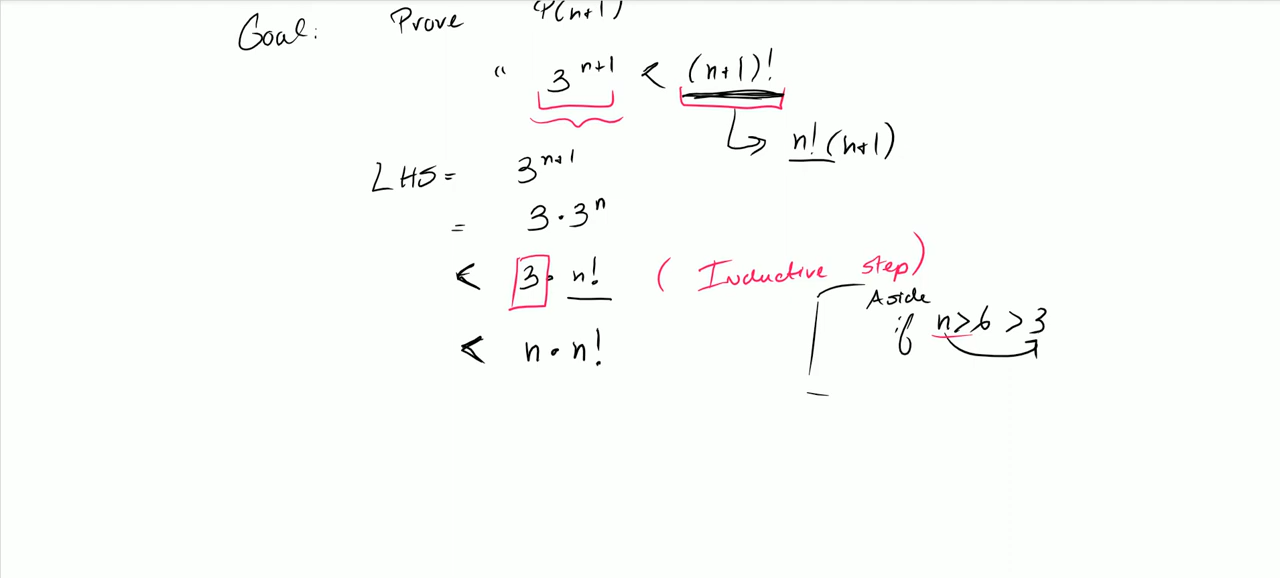 Goal: Prove P(n+1)
" 3^{n+1} < (n+1)!
n!(n+1)
LHS = 3^{n+1}
= 3·3^n
< 3·n! (Inductive step)
Aside
if n>6 >3
< n·n!